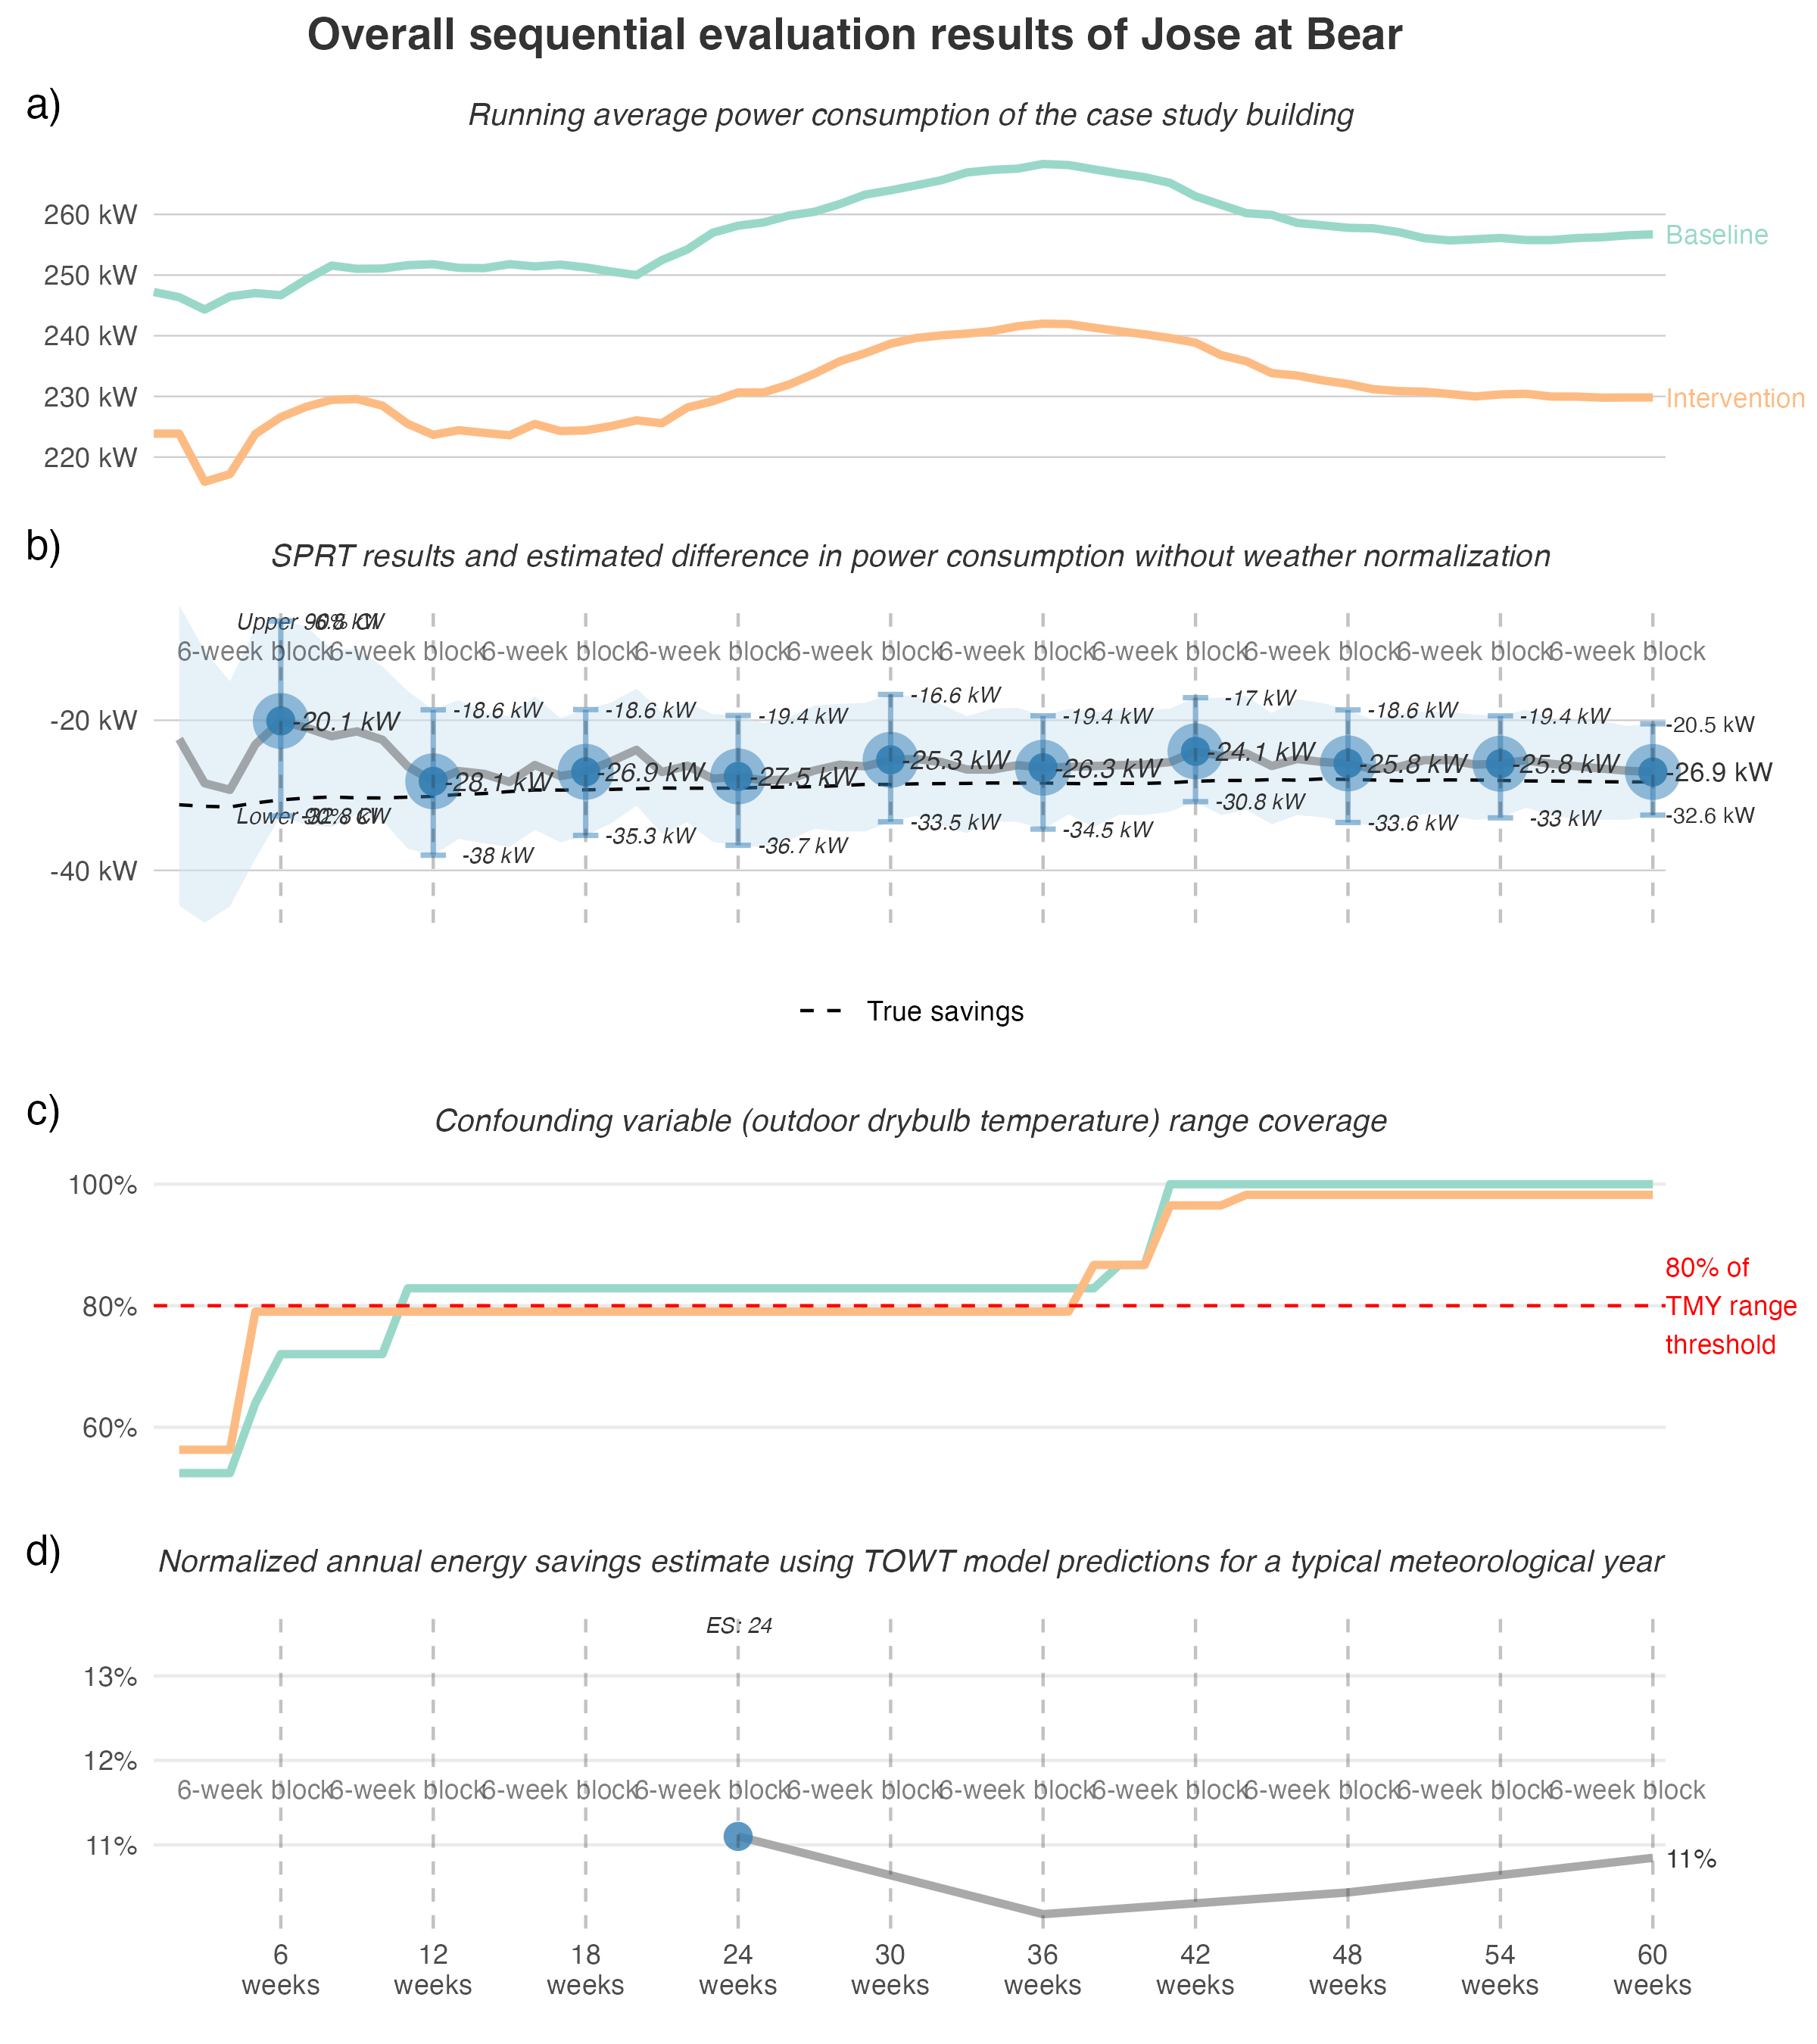 Overall sequential evaluation results of Jose at Bear
a)
Running average power consumption of the case study building
260 kW
250 kW
240 kW
230 kW
220 kW
Baseline
Intervention
b)
SPRT results and estimated difference in power consumption without weather normalization
Upper 90% CI
-6.8 kW
6-week block 6-week block 6-week block 6-week block 6-week block 6-week block 6-week block 6-week block 6-week block 6-week block
-18.6 kW
-18.6 kW
-19.4 kW
-16.6 kW
-19.4 kW
-17 kW
-18.6 kW
-19.4 kW
-20.5 kW
-20 kW
-20.1 kW
-28.1 kW
-26.9 kW
-27.5 kW
-25.3 kW
-26.3 kW
-24.1 kW
-25.8 kW
-25.8 kW
-26.9 kW
Lower 90% CI
-32.8 kW
-38 kW
-35.3 kW
-36.7 kW
-33.5 kW
-34.5 kW
-30.8 kW
-33.6 kW
-33 kW
-32.6 kW
-40 kW
True savings
c)
Confounding variable (outdoor drybulb temperature) range coverage
100%
80%
60%
80% of
TMY range
threshold
d)
Normalized annual energy savings estimate using TOWT model predictions for a typical meteorological year
ES: 24
13%
12%
6-week block 6-week block 6-week block 6-week block 6-week block 6-week block 6-week block 6-week block 6-week block 6-week block
11%
11%
6 12 18 24 30 36 42 48 54 60
weeks weeks weeks weeks weeks weeks weeks weeks weeks weeks